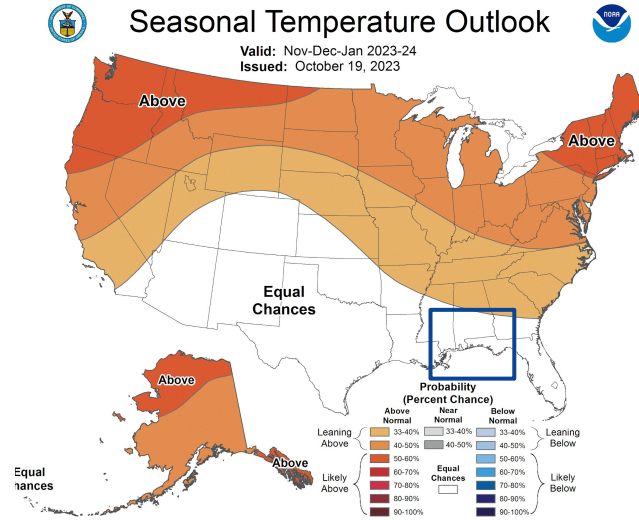 Seasonal Temperature Outlook
Valid: Nov-Dec-Jan 2023-24
Issued: October 19, 2023
NOAA
Above
Above
Equal
Chances
Above
Above
Equal
hances
Probability
(Percent Chance)
Above
Normal
Near
Normal
Below
Normal
Leaning
Above
33-40%
40-50%
33-40%
40-50%
33-40%
40-50%
Leaning
Below
Likely
Above
50-60%
60-70%
70-80%
80-90%
90-100%
Equal
Chances
50-60%
60-70%
70-80%
80-90%
90-100%
Likely
Below